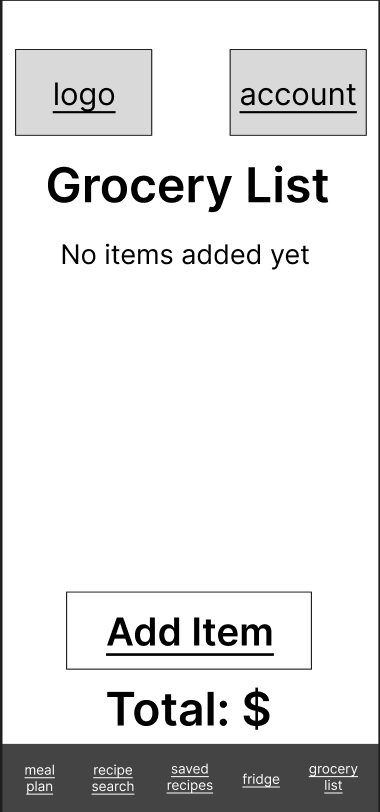 logo
account
Grocery List
No items added yet
Add Item
Total: $
meal
plan
recipe
search
saved
recipes
fridge
grocery
list